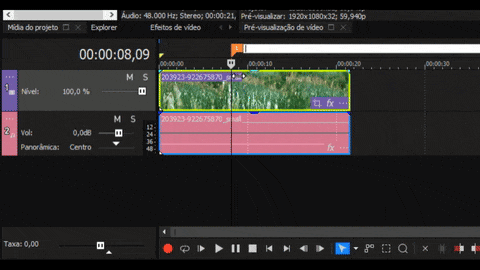 Áudio: 48.000 Hz; Stereo; 00:00:21,
Pré-visualizar: 1920x1080x32; 59,940p
Mídia do projeto
Explorer
Efeitos de vídeo
Pré-visualização de vídeo
00:00:08,09
00:00:00
00:00:10
00:00:20
00:00:30
1
M S
Nível: 100,0 %
203923-922675870_small
fx
2
M S
Vol: 0,0dB
Panorâmica: Centro
12
24
36
48
203923-922675870_small
fx
Taxa: 0,00